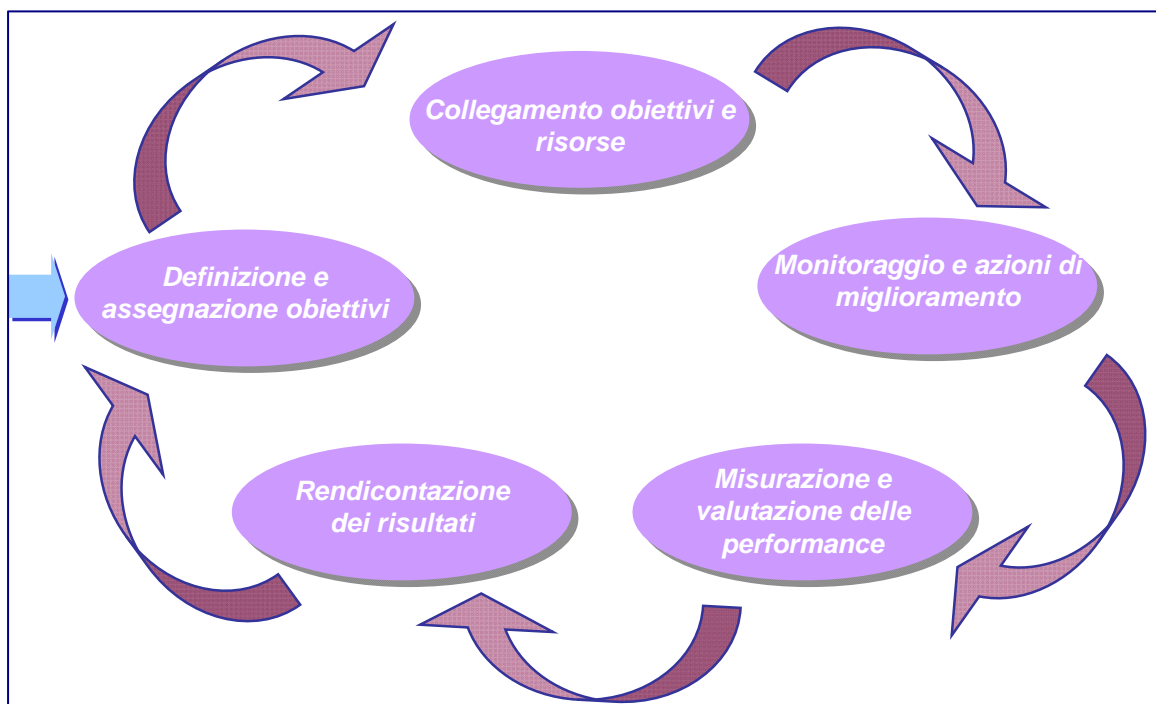 Collegamento obiettivi e
risorse
Definizione e
assegnazione obiettivi
Monitoraggio e azioni di
miglioramento
Rendicontazione
dei risultati
Misurazione e
valutazione delle
performance